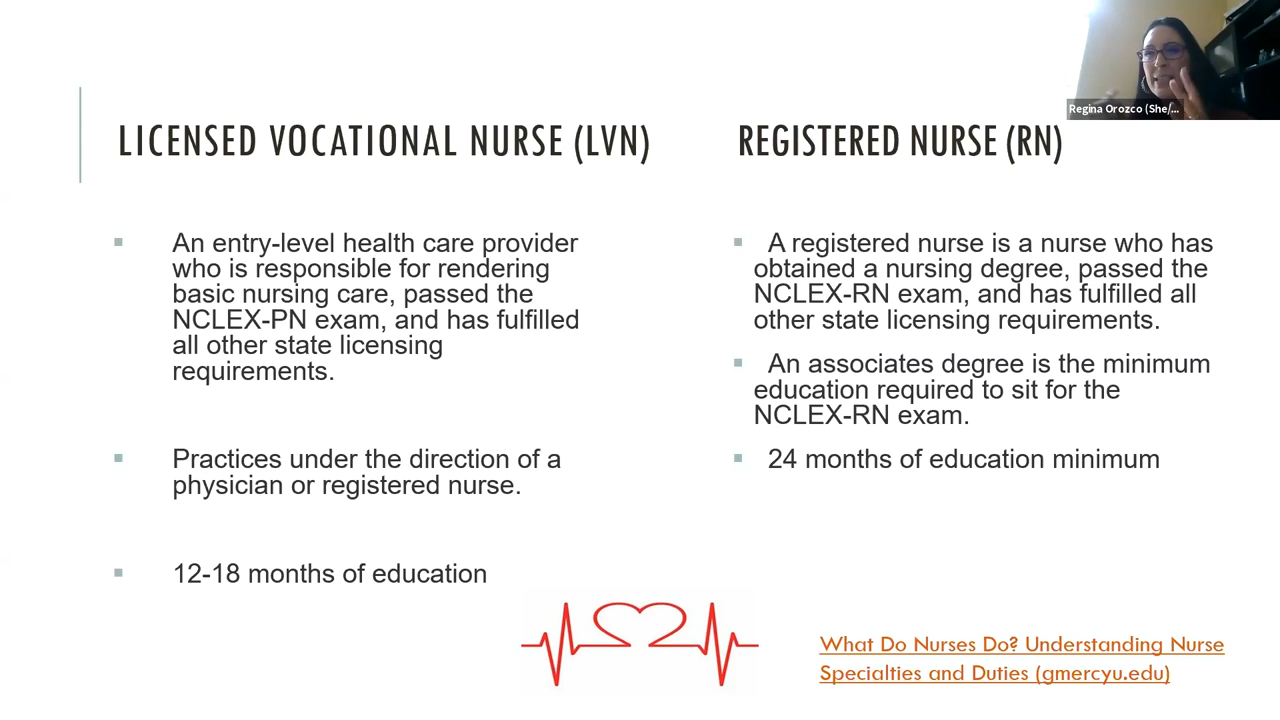 Regina Orozco (She/...
LICENSED VOCATIONAL NURSE (LVN)
An entry-level health care provider
who is responsible for rendering
basic nursing care, passed the
NCLEX-PN exam, and has fulfilled
all other state licensing
requirements.
Practices under the direction of a
physician or registered nurse.
12-18 months of education
REGISTERED NURSE (RN)
A registered nurse is a nurse who has
obtained a nursing degree, passed the
NCLEX-RN exam, and has fulfilled all
other state licensing requirements.
An associates degree is the minimum
education required to sit for the
NCLEX-RN exam.
24 months of education minimum
What Do Nurses Do? Understanding Nurse
Specialties and Duties (gmercyu.edu)